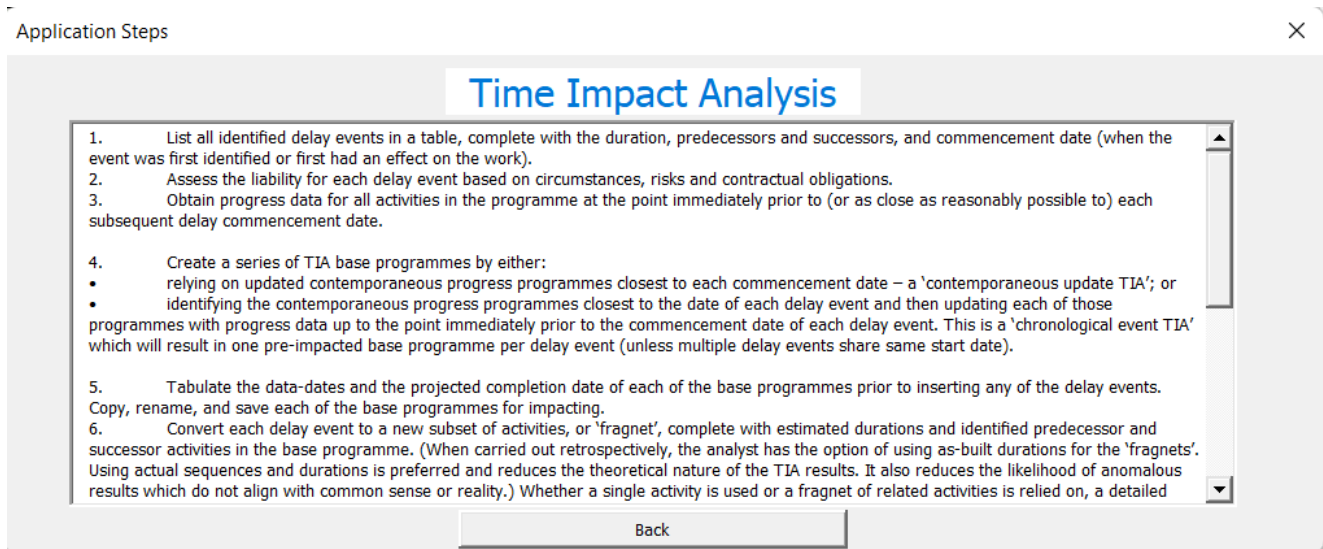 Application Steps
Time Impact Analysis
1. List all identified delay events in a table, complete with the duration, predecessors and successors, and commencement date (when the
event was first identified or first had an effect on the work).
2. Assess the liability for each delay event based on circumstances, risks and contractual obligations.
3. Obtain progress data for all activities in the programme at the point immediately prior to (or as close as reasonably possible to) each
subsequent delay commencement date.
4. Create a series of TIA base programmes by either:
• relying on updated contemporaneous progress programmes closest to each commencement date – a ‘contemporaneous update TIA’; or
• identifying the contemporaneous progress programmes closest to the date of each delay event and then updating each of those
programmes with progress data up to the point immediately prior to the commencement date of each delay event. This is a ‘chronological event TIA’
which will result in one pre-impacted base programme per delay event (unless multiple delay events share same start date).
5. Tabulate the data-dates and the projected completion date of each of the base programmes prior to inserting any of the delay events.
Copy, rename, and save each of the base programmes for impacting.
6. Convert each delay event to a new subset of activities, or ‘fragnet’, complete with estimated durations and identified predecessor and
successor activities in the base programme. (When carried out retrospectively, the analyst has the option of using as-built durations for the ‘fragnets’.
Using actual sequences and durations is preferred and reduces the theoretical nature of the TIA results. It also reduces the likelihood of anomalous
results which do not align with common sense or reality.) Whether a single activity is used or a fragnet of related activities is relied on, a detailed
Back